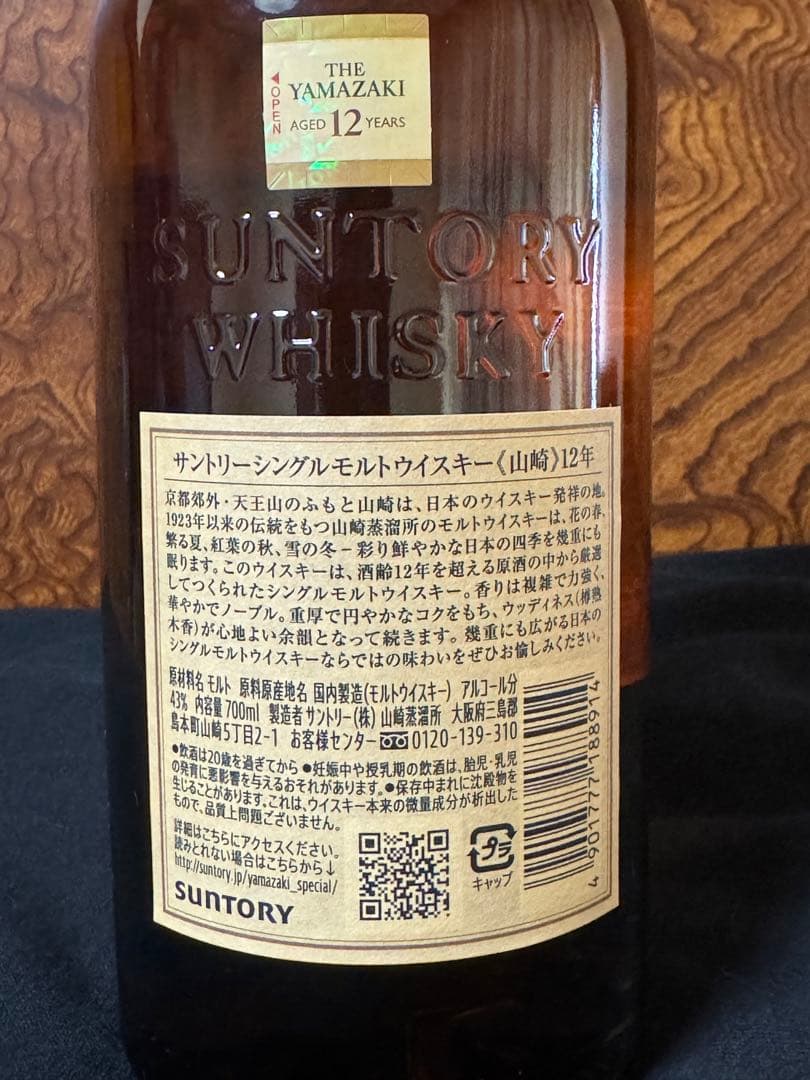 THE
YAMAZAKI
AGED 12 YEARS
◀OPEN
SUNTORY
WHISKY
サントリーシングルモルトウイスキー《山崎》12年
京都郊外・天王山のふもと山崎は、日本のウイスキー発祥の地。
1923年以来の伝統をもつ山崎蒸溜所のモルトウイスキーは、花の春、
繁る夏、紅葉の秋、雪の冬−彩り鮮やかな日本の四季を幾重にも
眠ります。このウイスキーは、酒齢12年を超える原酒の中から厳選
してつくられたシングルモルトウイスキー。香りは複雑で力強く、
華やかでノーブル。重厚で円やかなコクをもち、ウッディネス(樽熟
木香)が心地よい余韻となって続きます。幾重にも広がる日本の
シングルモルトウイスキーならではの味わいをぜひお愉しみください。
原材料名 モルト 原料原産地名 国内製造(モルトウイスキー) アルコール分
43% 内容量 700ml 製造者 サントリー(株) 山崎蒸溜所 大阪府三島郡
島本町山崎5丁目2-1 お客様センター 0120-139-310
●飲酒は20歳を過ぎてから ●妊娠中や授乳期の飲酒は、胎児・乳児
の発育に悪影響を与えるおそれがあります。●保存中まれに沈殿物を
生じることがあります。これは、ウイスキー本来の微量成分が析出した
もので、品質上問題ございません。
詳細はこちらにアクセスください。
読みとれない場合はこちらから↓
http://suntory.jp/yamazaki_special/
SUNTORY
プラ
キャップ
4 901777 188914